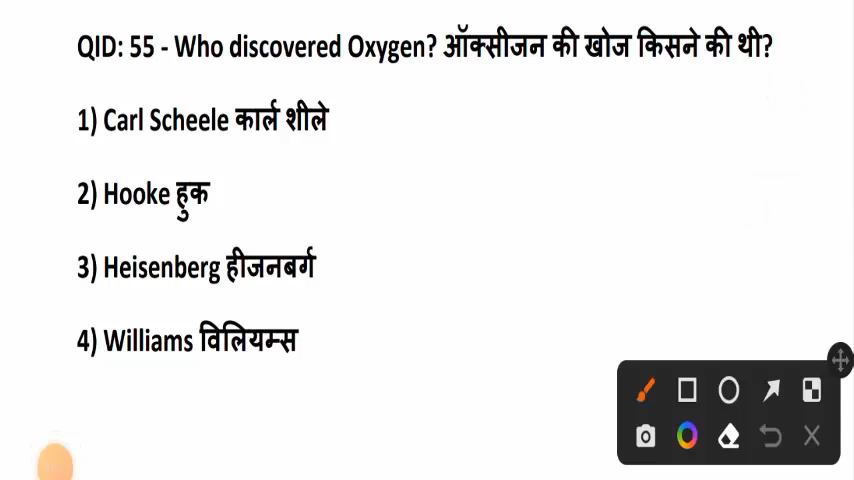 QID: 55 - Who discovered Oxygen? ऑक्सीजन की खोज किसने की थी?
1) Carl Scheele कार्ल शीले
2) Hooke हुक
3) Heisenberg हीजनबर्ग
4) Williams विलियम्स